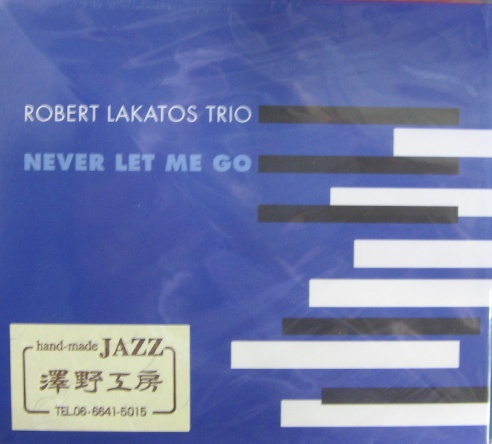 ROBERT LAKATOS TRIO
NEVER LET ME GO
hand-made JAZZ
澤野工房
TEL.06-6641-5015